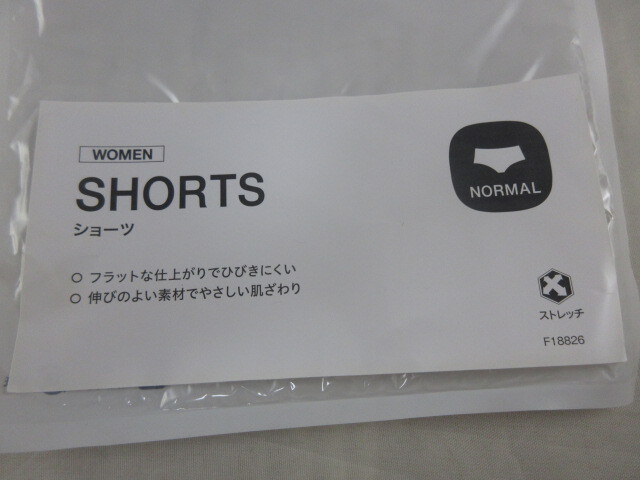 WOMEN
SHORTS
ショーツ
○ フラットな仕上がりでひびきにくい
○ 伸びのよい素材でやさしい肌ざわり
NORMAL
ストレッチ
F18826